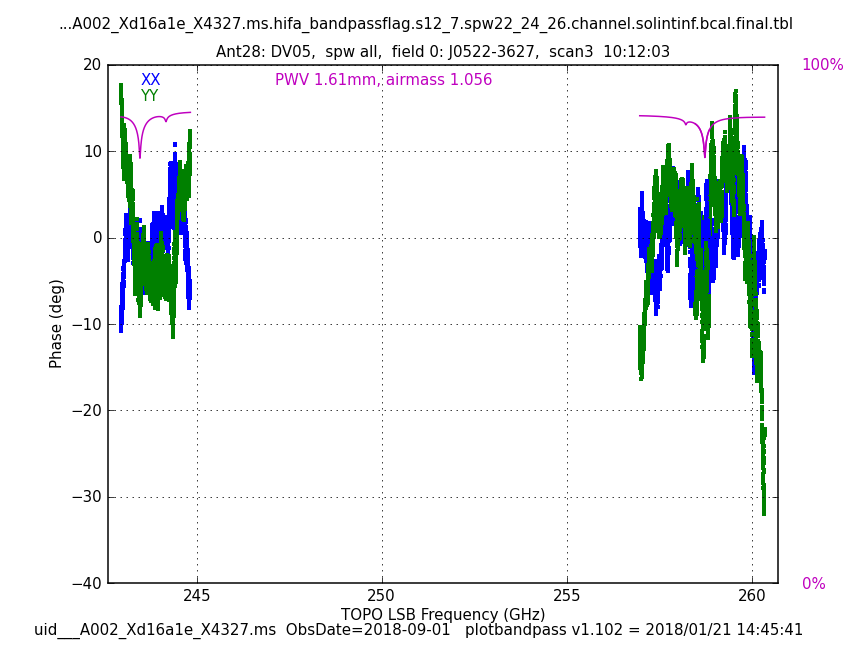 ...A002_Xd16a1e_X4327.ms.hifa_bandpassflag.s12_7.spw22_24_26.channel.solintinf.bcal.final.tbl
Ant28: DV05,  spw all,  field 0: J0522-3627,  scan3  10:12:03
20
100%
XX
PWV 1.61mm, airmass 1.056
YY
10
0
−10
Phase (deg)
−20
−30
−40
0%
245
250
255
260
TOPO LSB Frequency (GHz)
uid___A002_Xd16a1e_X4327.ms  ObsDate=2018-09-01   plotbandpass v1.102 = 2018/01/21 14:45:41